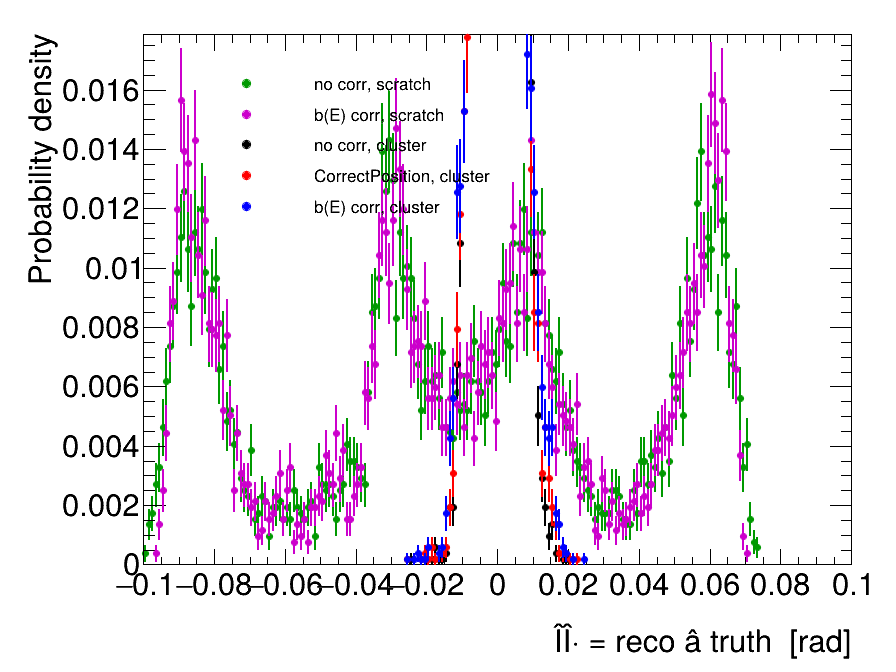 Probability density
0.016
0.014
0.012
0.01
0.008
0.006
0.004
0.002
0
no corr, scratch
b(E) corr, scratch
no corr, cluster
CorrectPosition, cluster
b(E) corr, cluster
−0.1 −0.08 −0.06 −0.04 −0.02 0 0.02 0.04 0.06 0.08 0.1
ÎÎ· = reco â truth [rad]